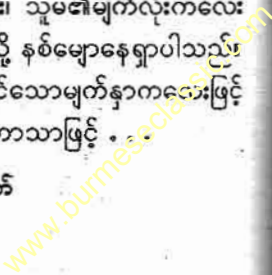 သူမ၏မျက်လုံးကလေး
နစ်မျောနေရှာပါသည်။
သောမျက်နှာကလေးဖြင့်
ကာသာဖြင့် . . .
www.burmeseclassic.com